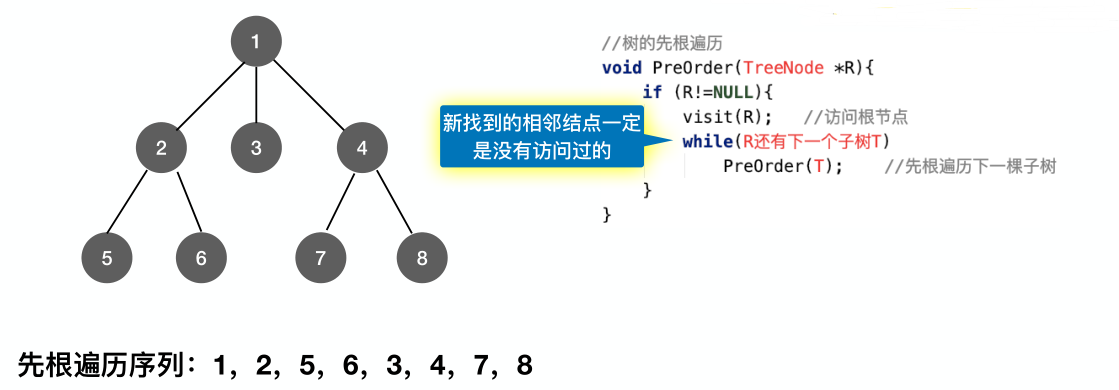 1
2
3
4
5
6
7
8
//树的先根遍历
void PreOrder(TreeNode *R){
if (R!=NULL){
visit(R); //访问根节点
while(R还有下一个子树T)
PreOrder(T); //先根遍历下一棵子树
}
}
新找到的相邻结点一定
是没有访问过的
先根遍历序列：1，2，5，6，3，4，7，8